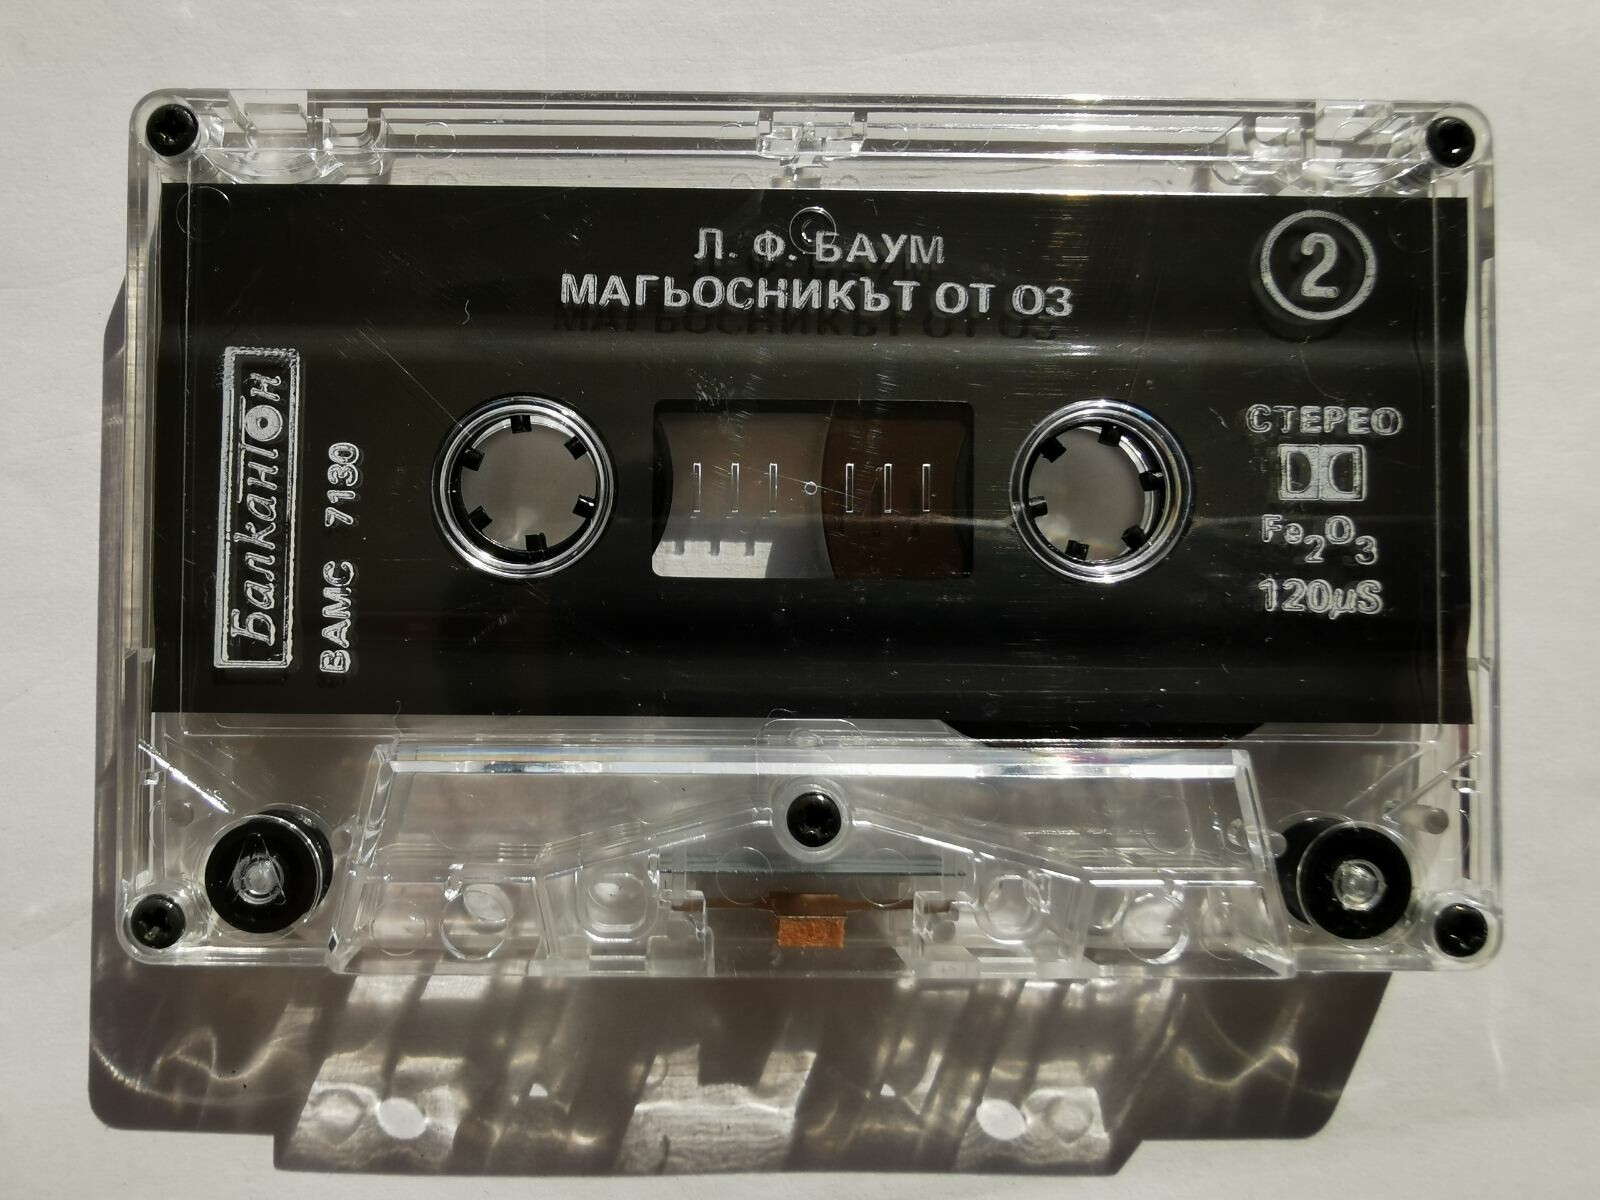 Л. Ф. БАУМ
МАГЬОСНИКЪТ ОТ ОЗ
2
Балкантон
ВАМС 7130
СТЕРЕО
Fe2O3
120µS